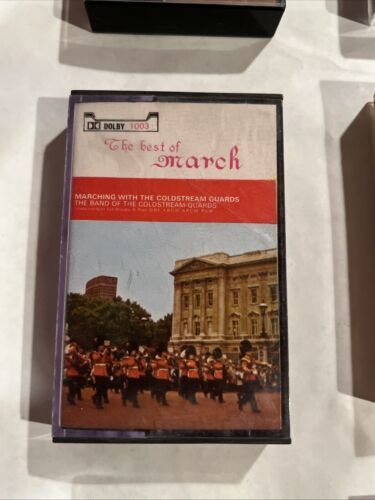 DOLBY 1003
The best of
march
MARCHING WITH THE COLDSTREAM GUARDS
THE BAND OF THE COLDSTREAM GUARDS